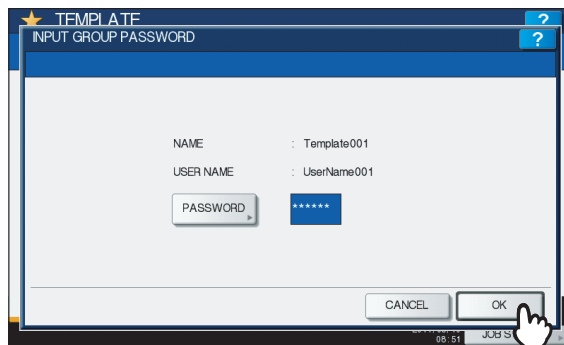 TEMPLATE ?
INPUT GROUP PASSWORD ?
NAME : Template001
USER NAME : UserName001
PASSWORD ******
CANCEL OK
08:51 JOB S